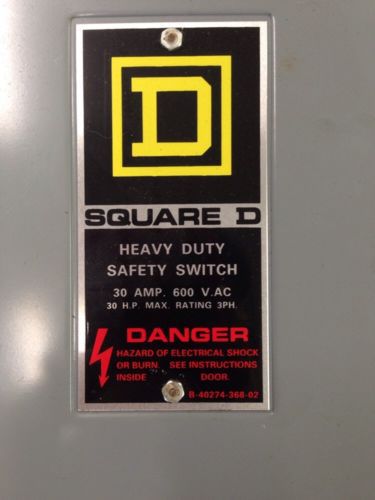 D
SQUARE D
HEAVY DUTY
SAFETY SWITCH
30 AMP. 600 V.AC
30 H.P. MAX. RATING 3PH.
DANGER
HAZARD OF ELECTRICAL SHOCK
OR BURN. SEE INSTRUCTIONS
INSIDE DOOR.
B-40274-368-02